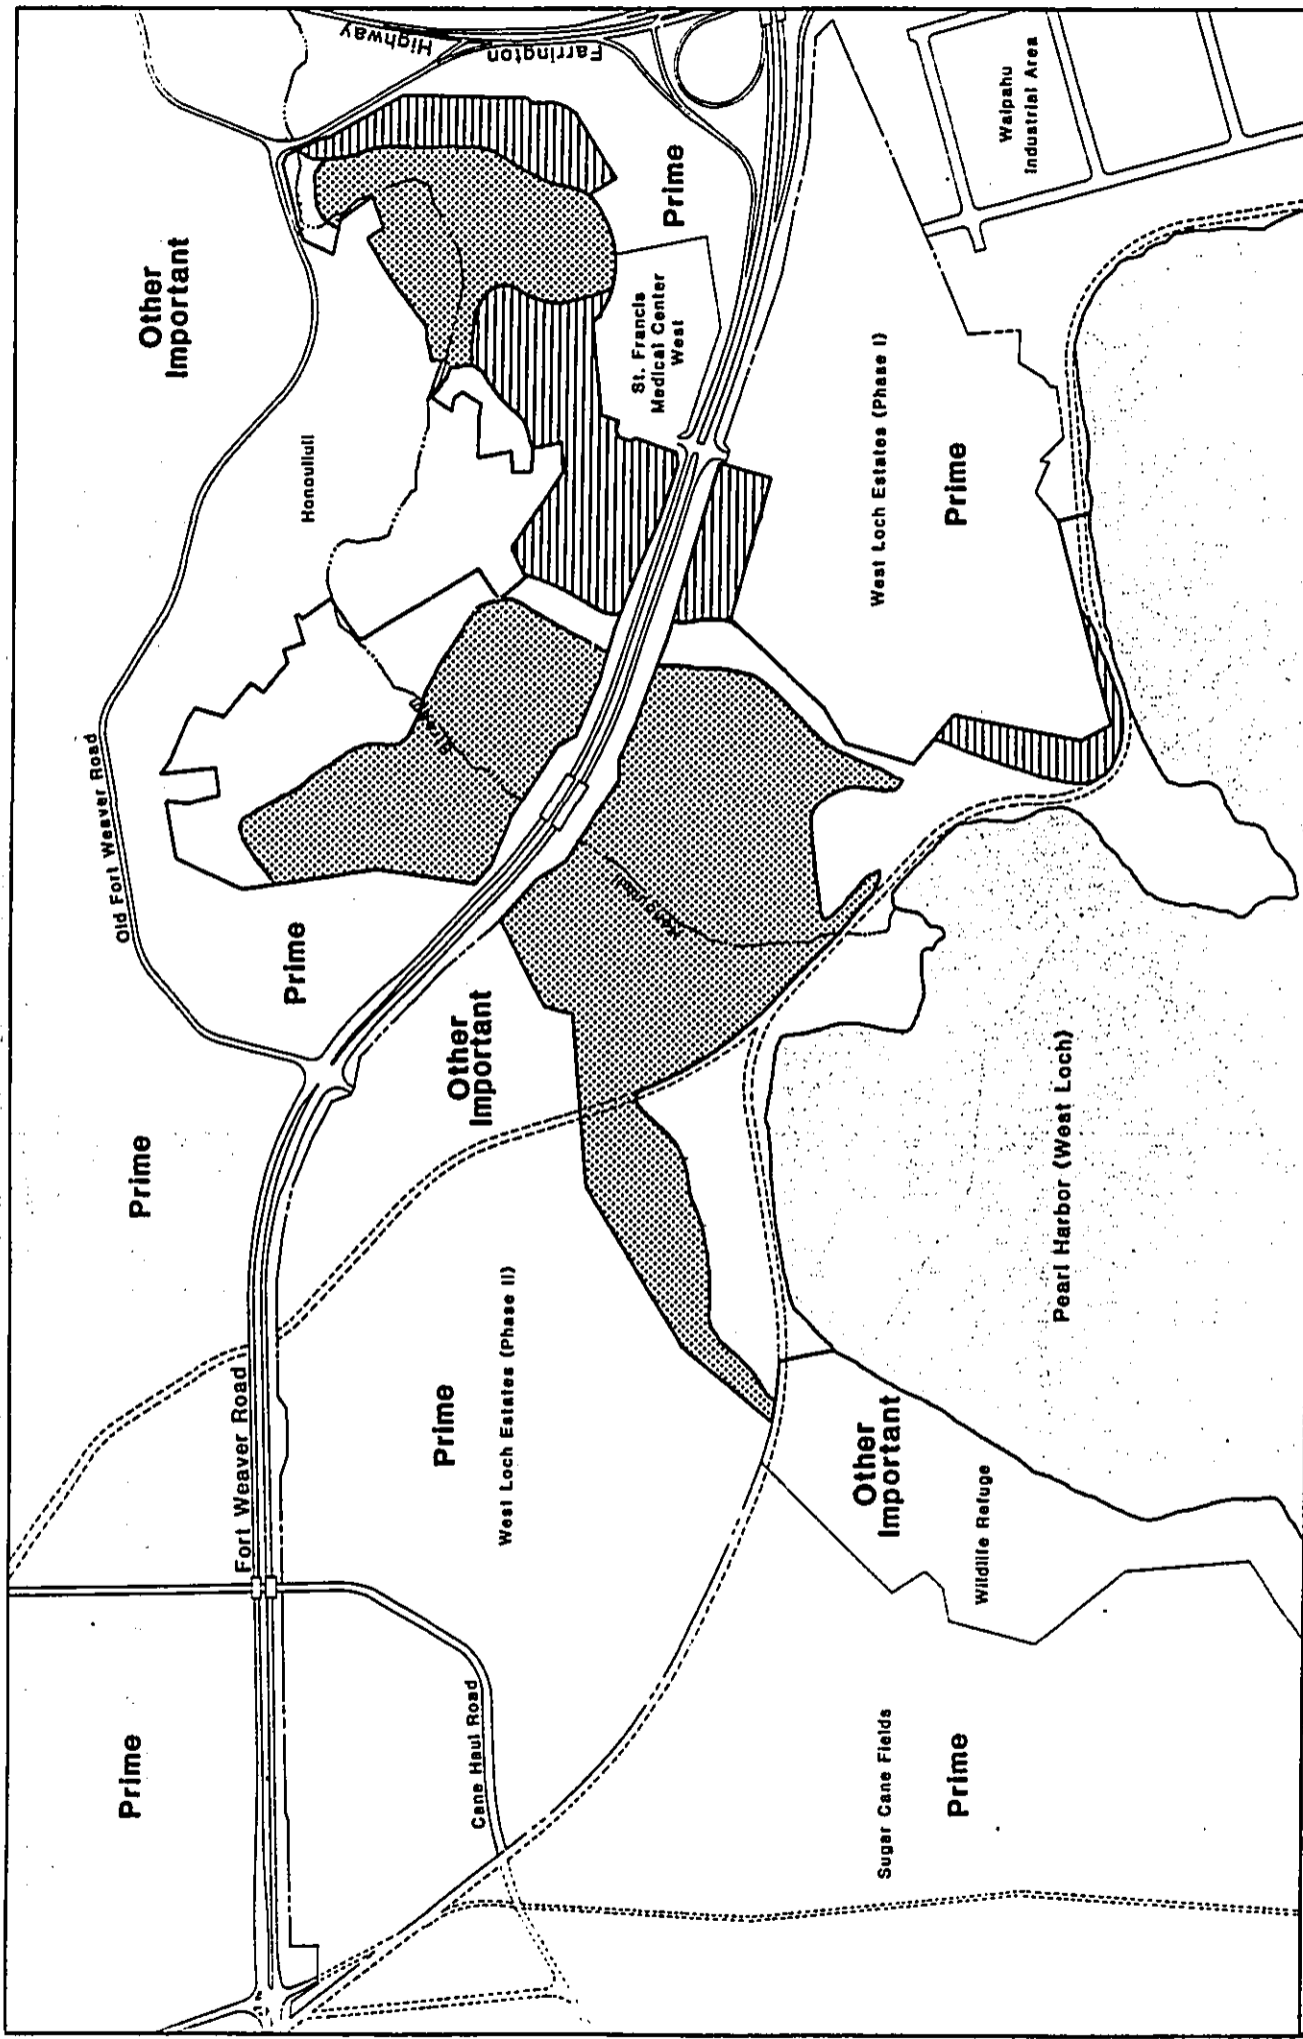 Farrington
Highway
Waipahu
Industrial Area
Prime
Other
Important
St. Francis
Medical Center
West
West Loch Estates (Phase I)
Prime
Honouliuli
Old Fort Weaver Road
Stream
Prime
Other
Important
Pearl Harbor (West Loch)
Prime
Fort Weaver Road
Prime
West Loch Estates (Phase II)
Other
Important
Wildlife Refuge
Cane Haul Road
Prime
Sugar Cane Fields
Prime